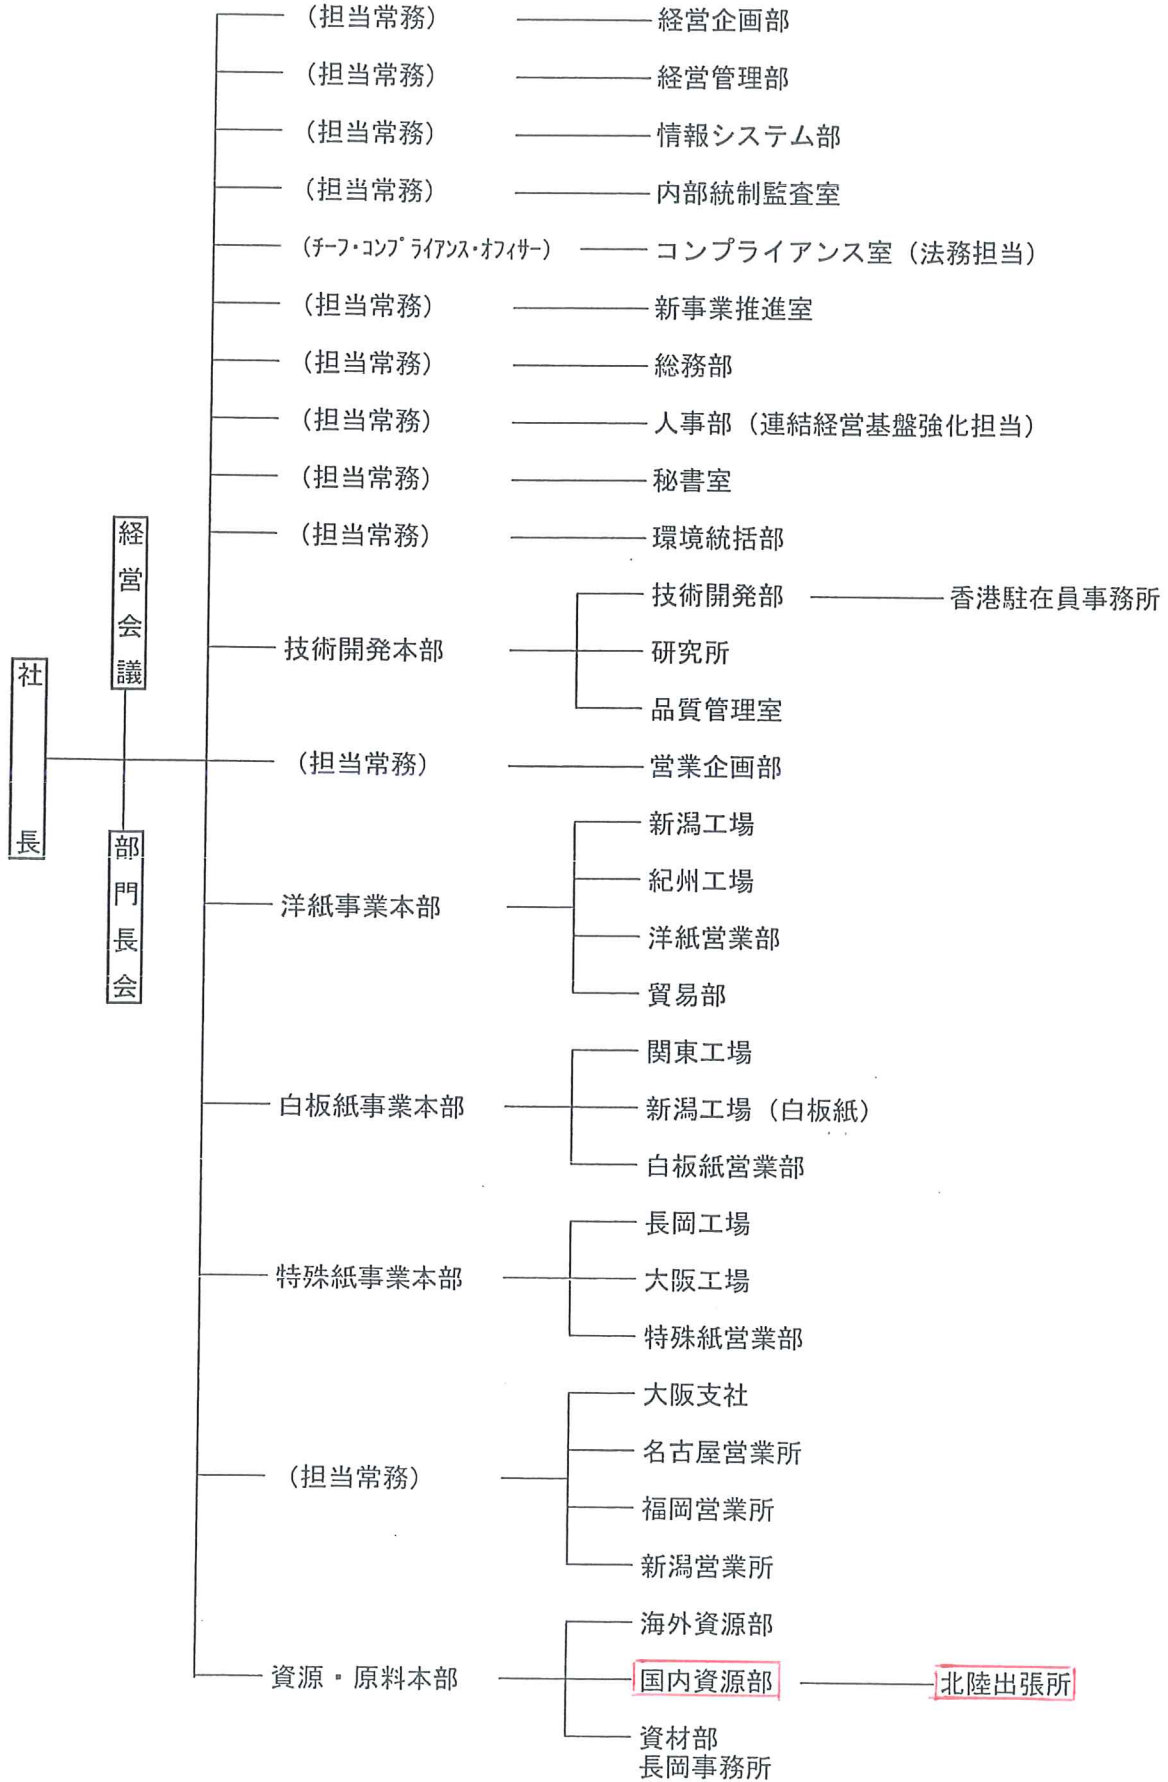 (担当常務) 経営企画部
(担当常務) 経営管理部
(担当常務) 情報システム部
(担当常務) 内部統制監査室
(ﾁｰﾌ･ｺﾝﾌﾟﾗｲｱﾝｽ･ｵﾌｨｻｰ) コンプライアンス室（法務担当）
(担当常務) 新事業推進室
(担当常務) 総務部
(担当常務) 人事部（連結経営基盤強化担当）
(担当常務) 秘書室
(担当常務) 環境統括部
経営会議
社長
部門長会
技術開発本部
技術開発部 香港駐在員事務所
研究所
品質管理室
(担当常務) 営業企画部
洋紙事業本部
新潟工場
紀州工場
洋紙営業部
貿易部
白板紙事業本部
関東工場
新潟工場（白板紙）
白板紙営業部
特殊紙事業本部
長岡工場
大阪工場
特殊紙営業部
(担当常務)
大阪支社
名古屋営業所
福岡営業所
新潟営業所
資源・原料本部
海外資源部
国内資源部 北陸出張所
資材部
長岡事務所